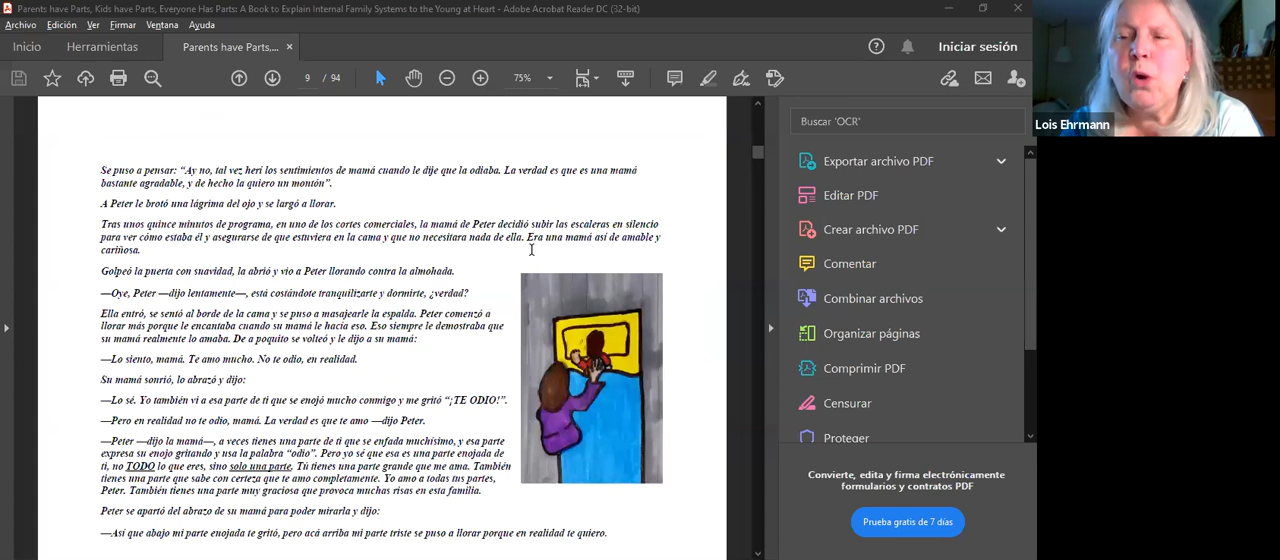 Parents have Parts, Kids have Parts, Everyone Has Parts: A Book to Explain Internal Family Systems to the Young at Heart - Adobe Acrobat Reader DC (32-bit)
Archivo Edición Ver Firmar Ventana Ayuda
Inicio Herramientas Parents have Parts,... × Iniciar sesión
9 / 94 75%
Lois Ehrmann
Buscar 'OCR'
Exportar archivo PDF
Editar PDF
Crear archivo PDF
Comentar
Combinar archivos
Organizar páginas
Comprimir PDF
Censurar
Proteger
Convierte, edita y firma electrónicamente
formularios y contratos PDF
Prueba gratis de 7 días
Se puso a pensar: “Ay no, tal vez herí los sentimientos de mamá cuando le dije que la odiaba. La verdad es que es una mamá
bastante agradable, y de hecho la quiero un montón”.
A Peter le brotó una lágrima del ojo y se largó a llorar.
Tras unos quince minutos de programa, en uno de los cortes comerciales, la mamá de Peter decidió subir las escaleras en silencio
para ver cómo estaba él y asegurarse de que estuviera en la cama y que no necesitara nada de ella. Era una mamá así de amable y
cariñosa.
Golpeó la puerta con suavidad, la abrió y vio a Peter llorando contra la almohada.
—Oye, Peter —dijo lentamente—, está costándote tranquilizarte y dormirte, ¿verdad?
Ella entró, se sentó al borde de la cama y se puso a masajearle la espalda. Peter comenzó a
llorar más porque le encantaba cuando su mamá le hacía eso. Eso siempre le demostraba que
su mamá realmente lo amaba. De a poquito se volteó y le dijo a su mamá:
—Lo siento, mamá. Te amo mucho. No te odio, en realidad.
Su mamá sonrió, lo abrazó y dijo:
—Lo sé. Yo también vi a esa parte de ti que se enojó mucho conmigo y me gritó “¡TE ODIO!”.
—Pero en realidad no te odio, mamá. La verdad es que te amo —dijo Peter.
—Peter —dijo la mamá—, a veces tienes una parte de ti que se enfada muchísimo, y esa parte
expresa su enojo gritando y usa la palabra “odio”. Pero yo sé que esa es una parte enojada de
ti, no TODO lo que eres, sino solo una parte. Tú tienes una parte grande que me ama. También
tienes una parte que sabe con certeza que te amo completamente. Yo amo a todas tus partes,
Peter. También tienes una parte muy graciosa que provoca muchas risas en esta familia.
Peter se apartó del abrazo de su mamá para poder mirarla y dijo:
—Así que abajo mi parte enojada te gritó, pero acá arriba mi parte triste se puso a llorar porque en realidad te quiero.